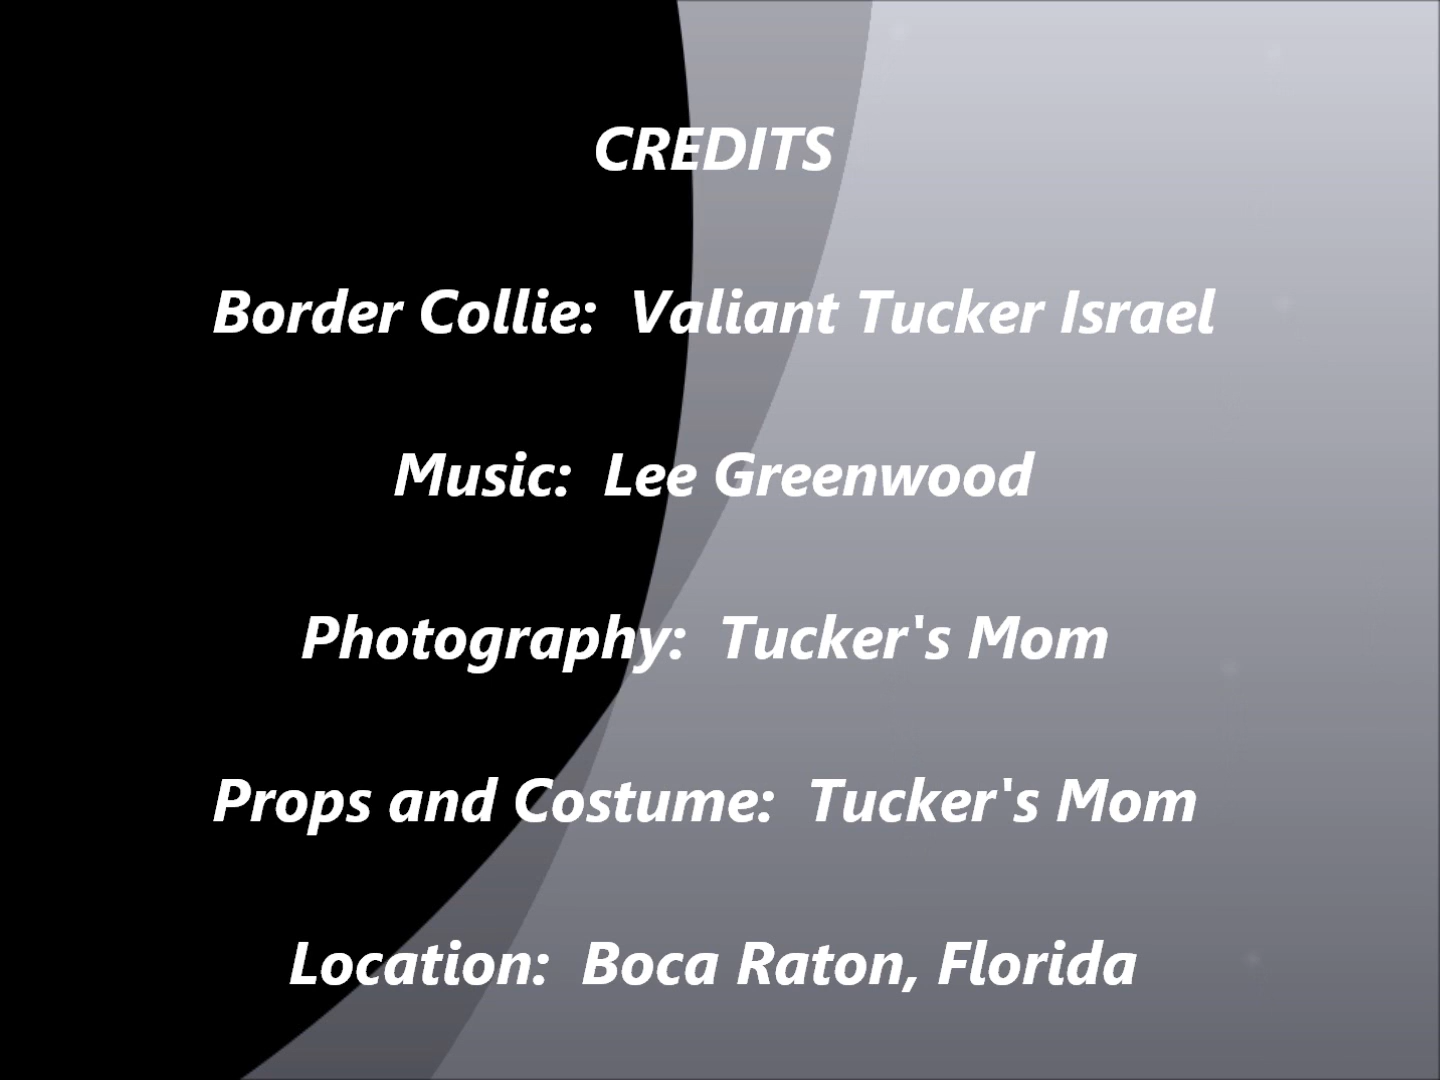 CREDITS
Border Collie:  Valiant Tucker Israel
Music:  Lee Greenwood
Photography:  Tucker's Mom
Props and Costume:  Tucker's Mom
Location:  Boca Raton, Florida